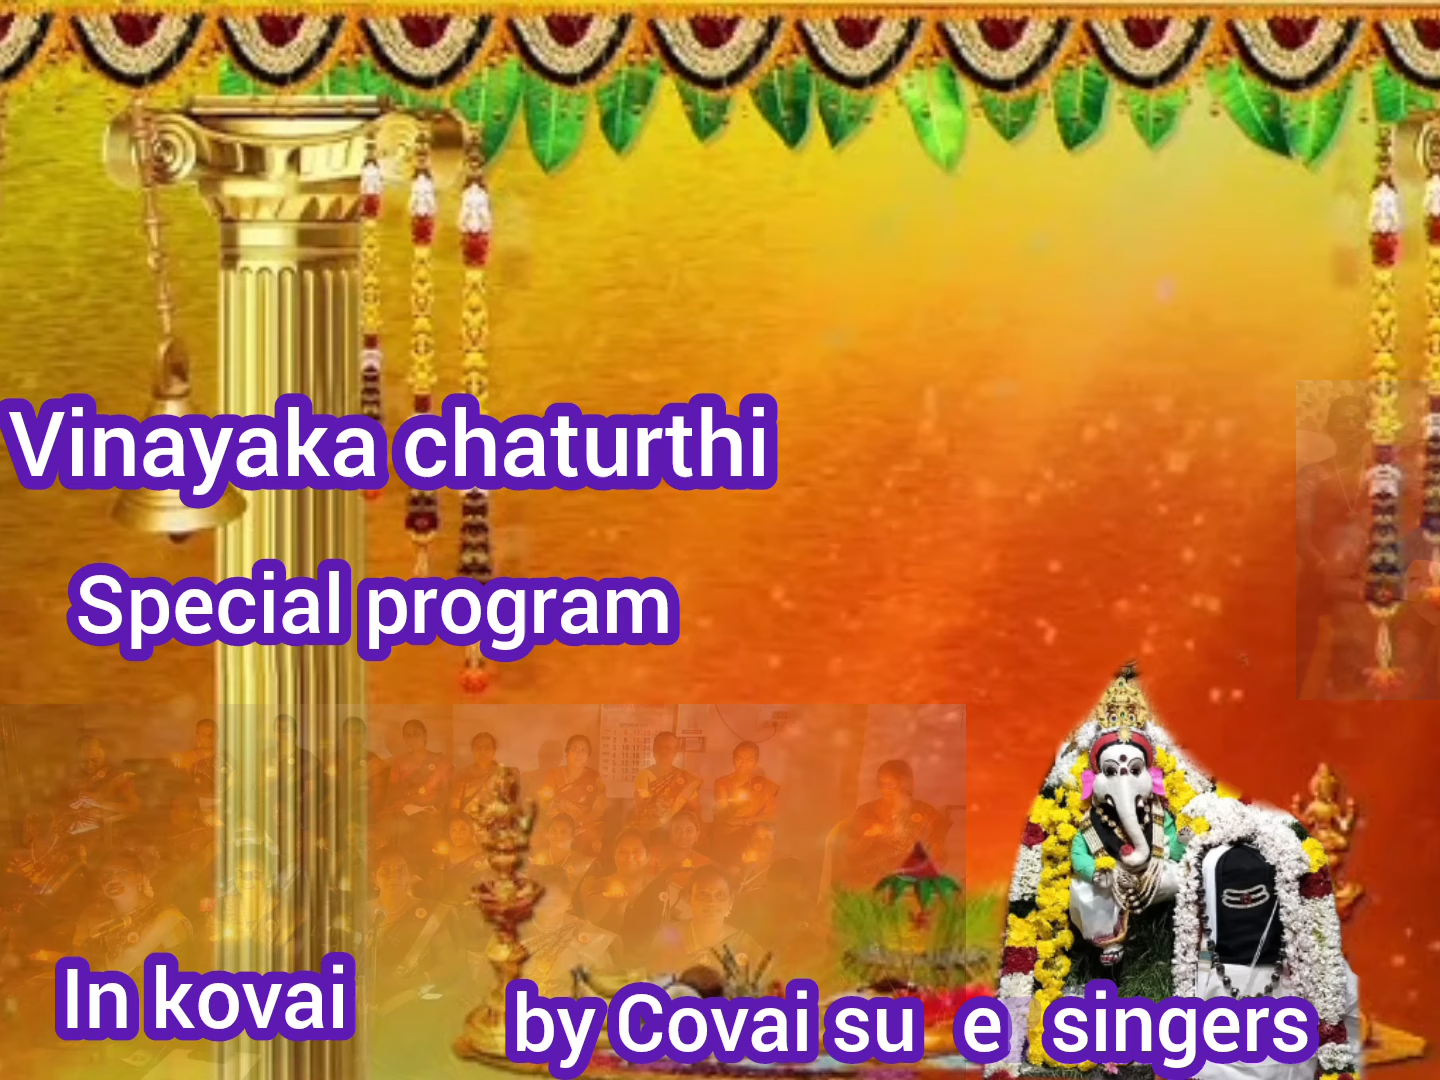 Vinayaka chaturthi
Special program
In kovai
by Covai su e singers